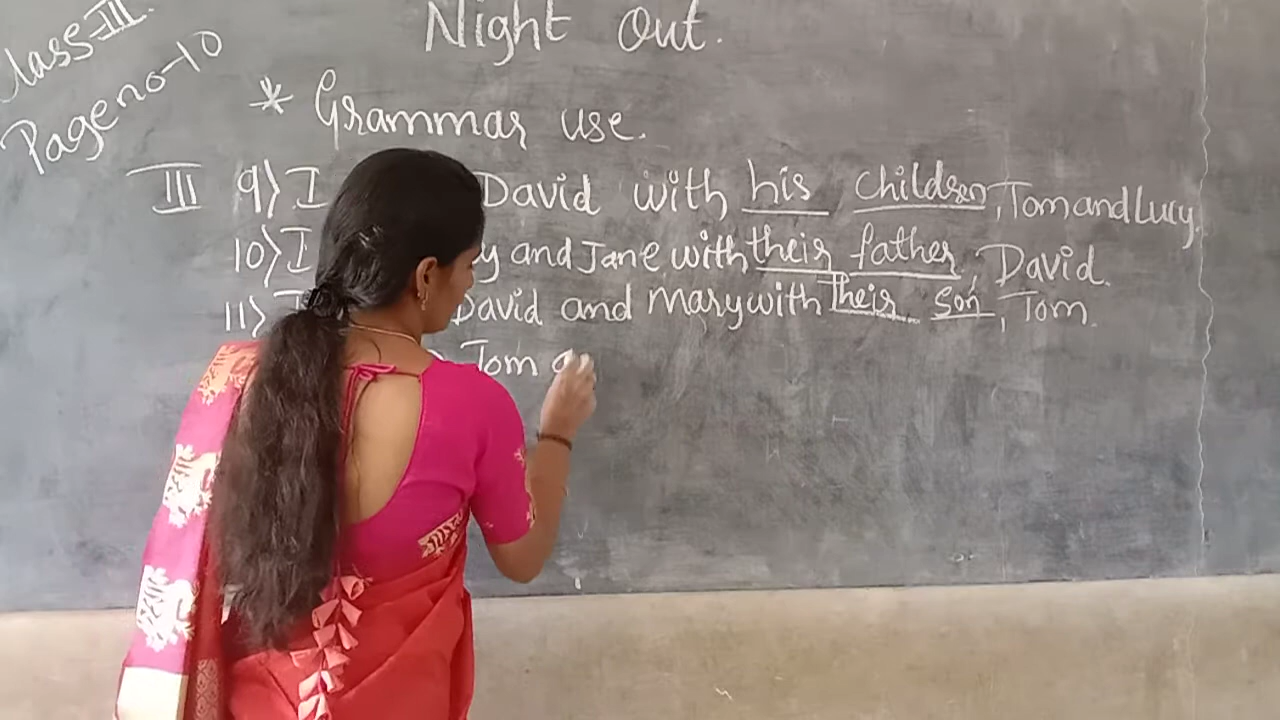 Class-III.
Page no-10
Night Out.
* Grammar use.
III 9) I David with his children, Tom and Lucy.
10) I and Jane with their father, David.
11) David and Mary with Their son, Tom.
Tom